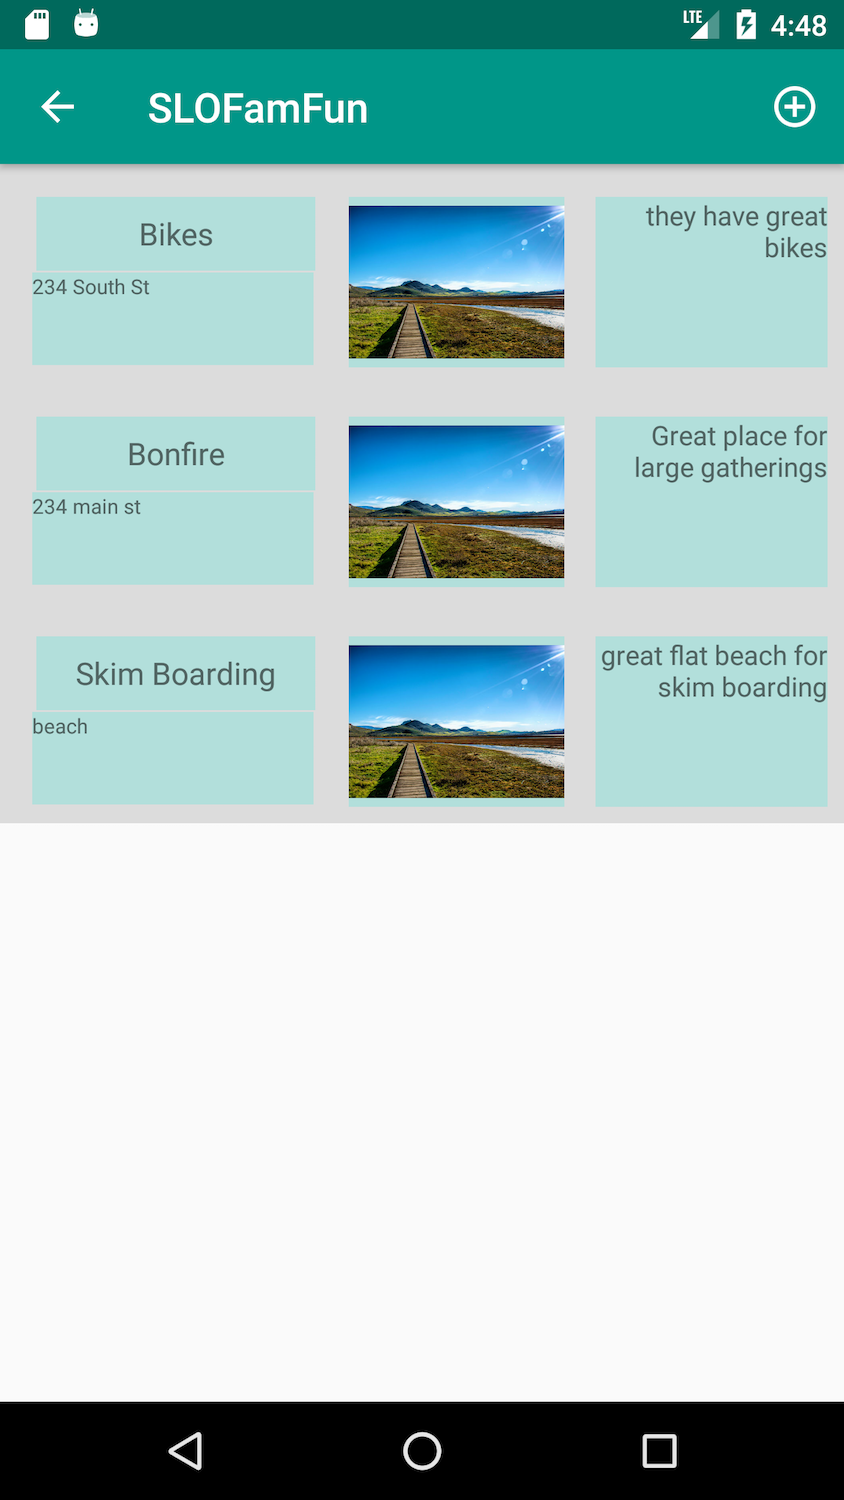 LTE
4:48
SLOFamFun
Bikes
234 South St
they have great
bikes
Bonfire
234 main st
Great place for
large gatherings
Skim Boarding
beach
great flat beach for
skim boarding